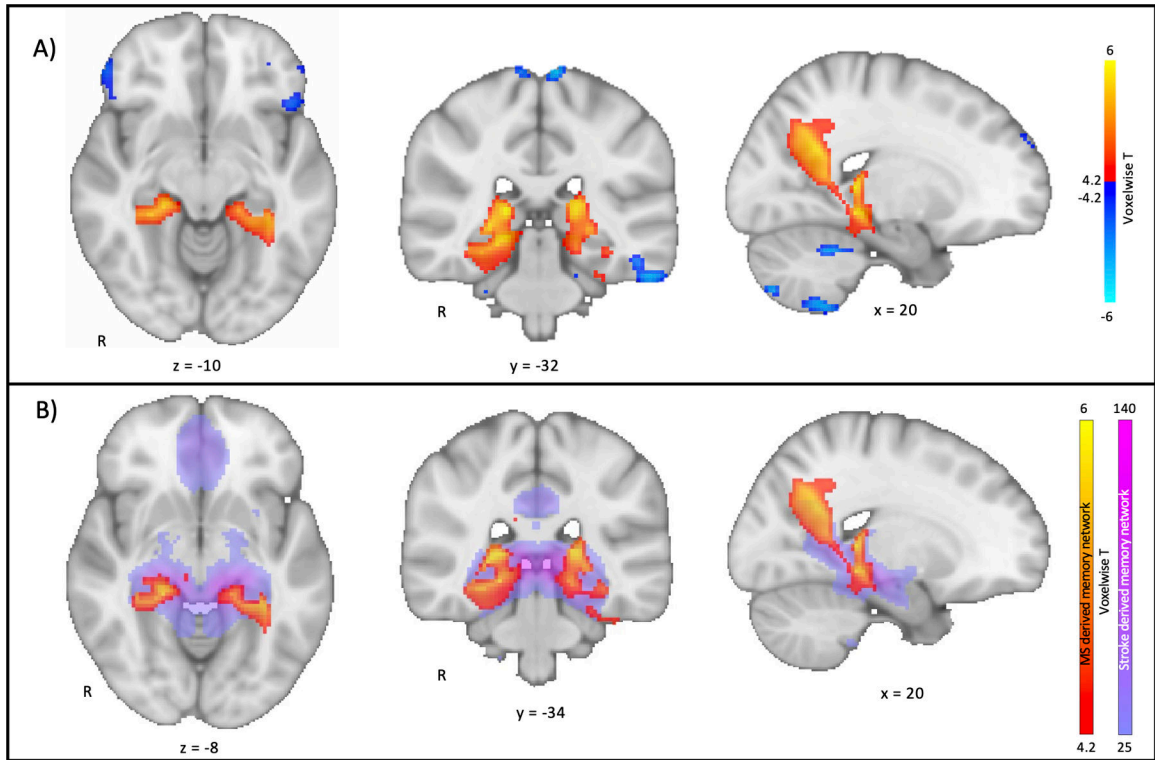 A)
R
z = -10
R
y = -32
x = 20
6
4.2
-4.2
-6
Voxelwise T
B)
R
z = -8
R
y = -34
x = 20
6
140
MS derived memory network
Voxelwise T
Stroke derived memory network
4.2
25